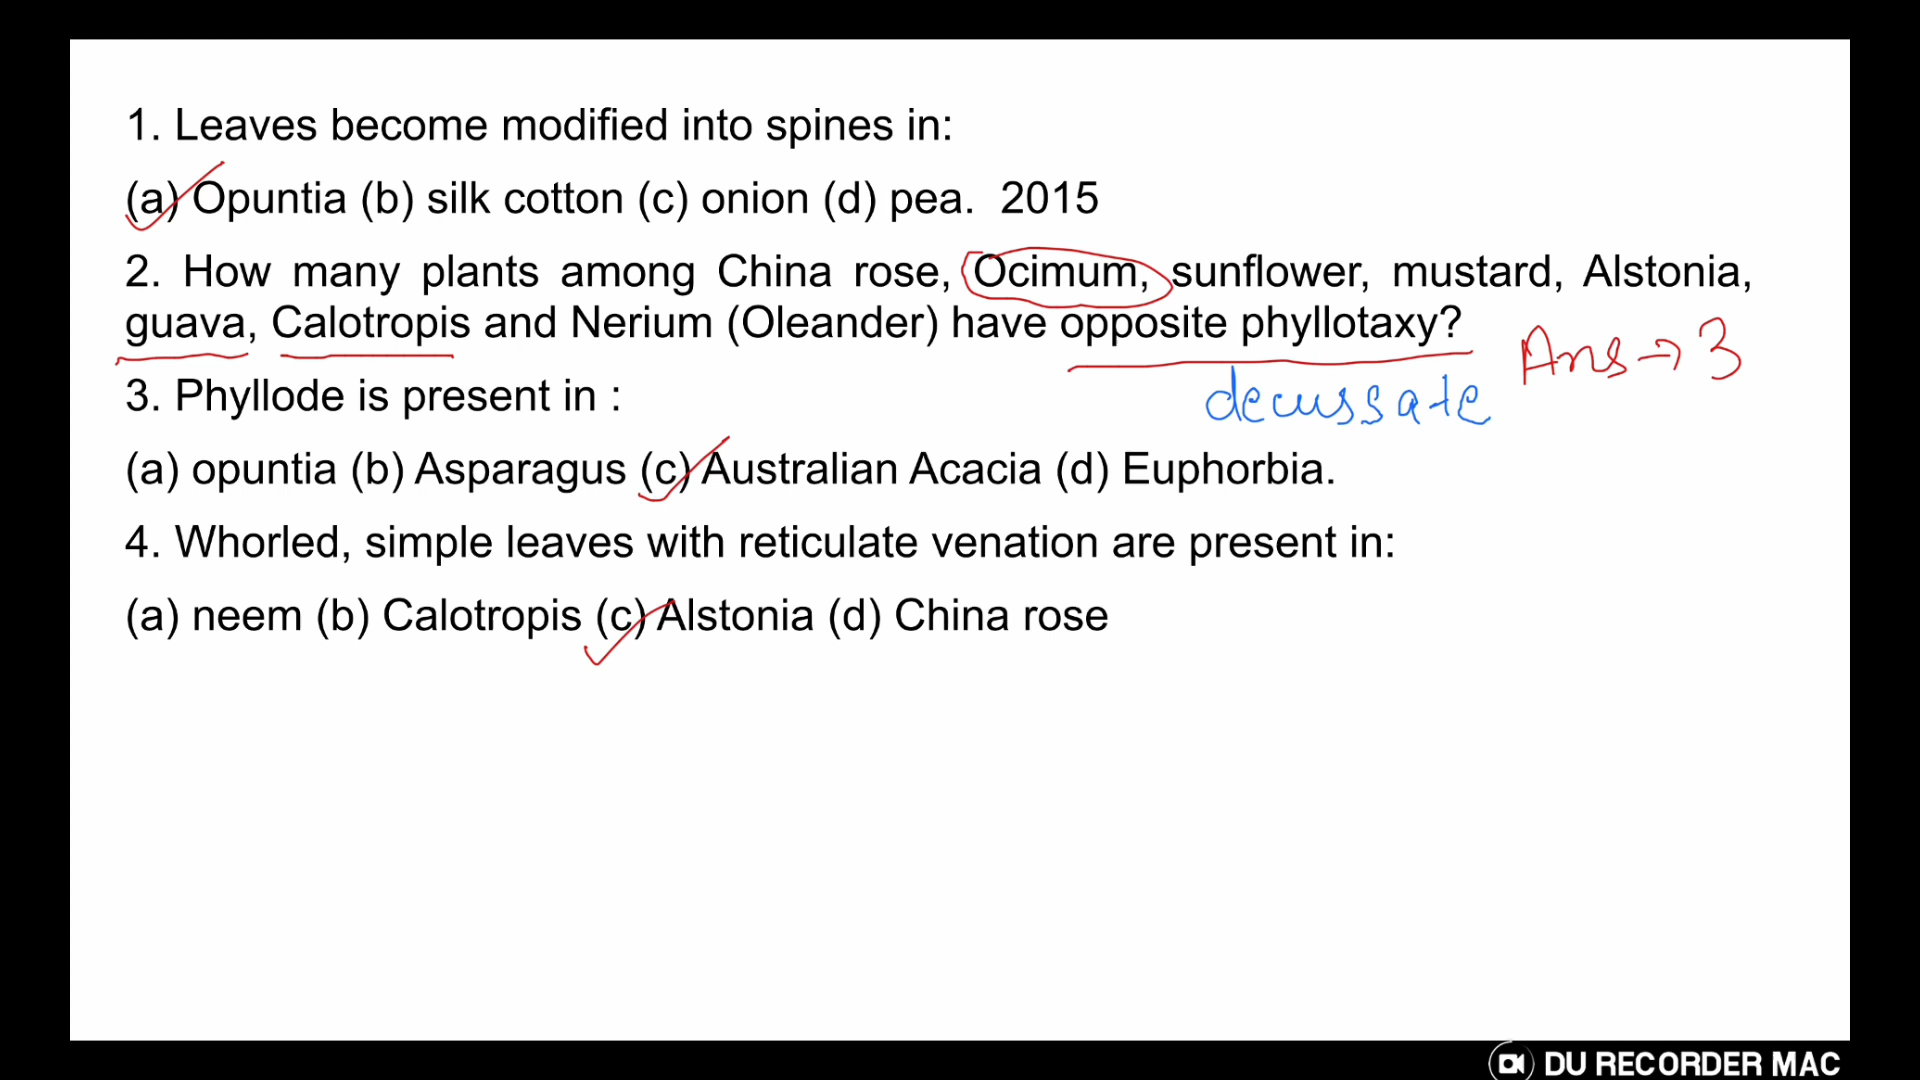 1. Leaves become modified into spines in:
(a) Opuntia (b) silk cotton (c) onion (d) pea. 2015
2. How many plants among China rose, Ocimum, sunflower, mustard, Alstonia,
guava, Calotropis and Nerium (Oleander) have opposite phyllotaxy?
Ans → 3
decussate
3. Phyllode is present in :
(a) opuntia (b) Asparagus (c) Australian Acacia (d) Euphorbia.
4. Whorled, simple leaves with reticulate venation are present in:
(a) neem (b) Calotropis (c) Alstonia (d) China rose
DU RECORDER MAC